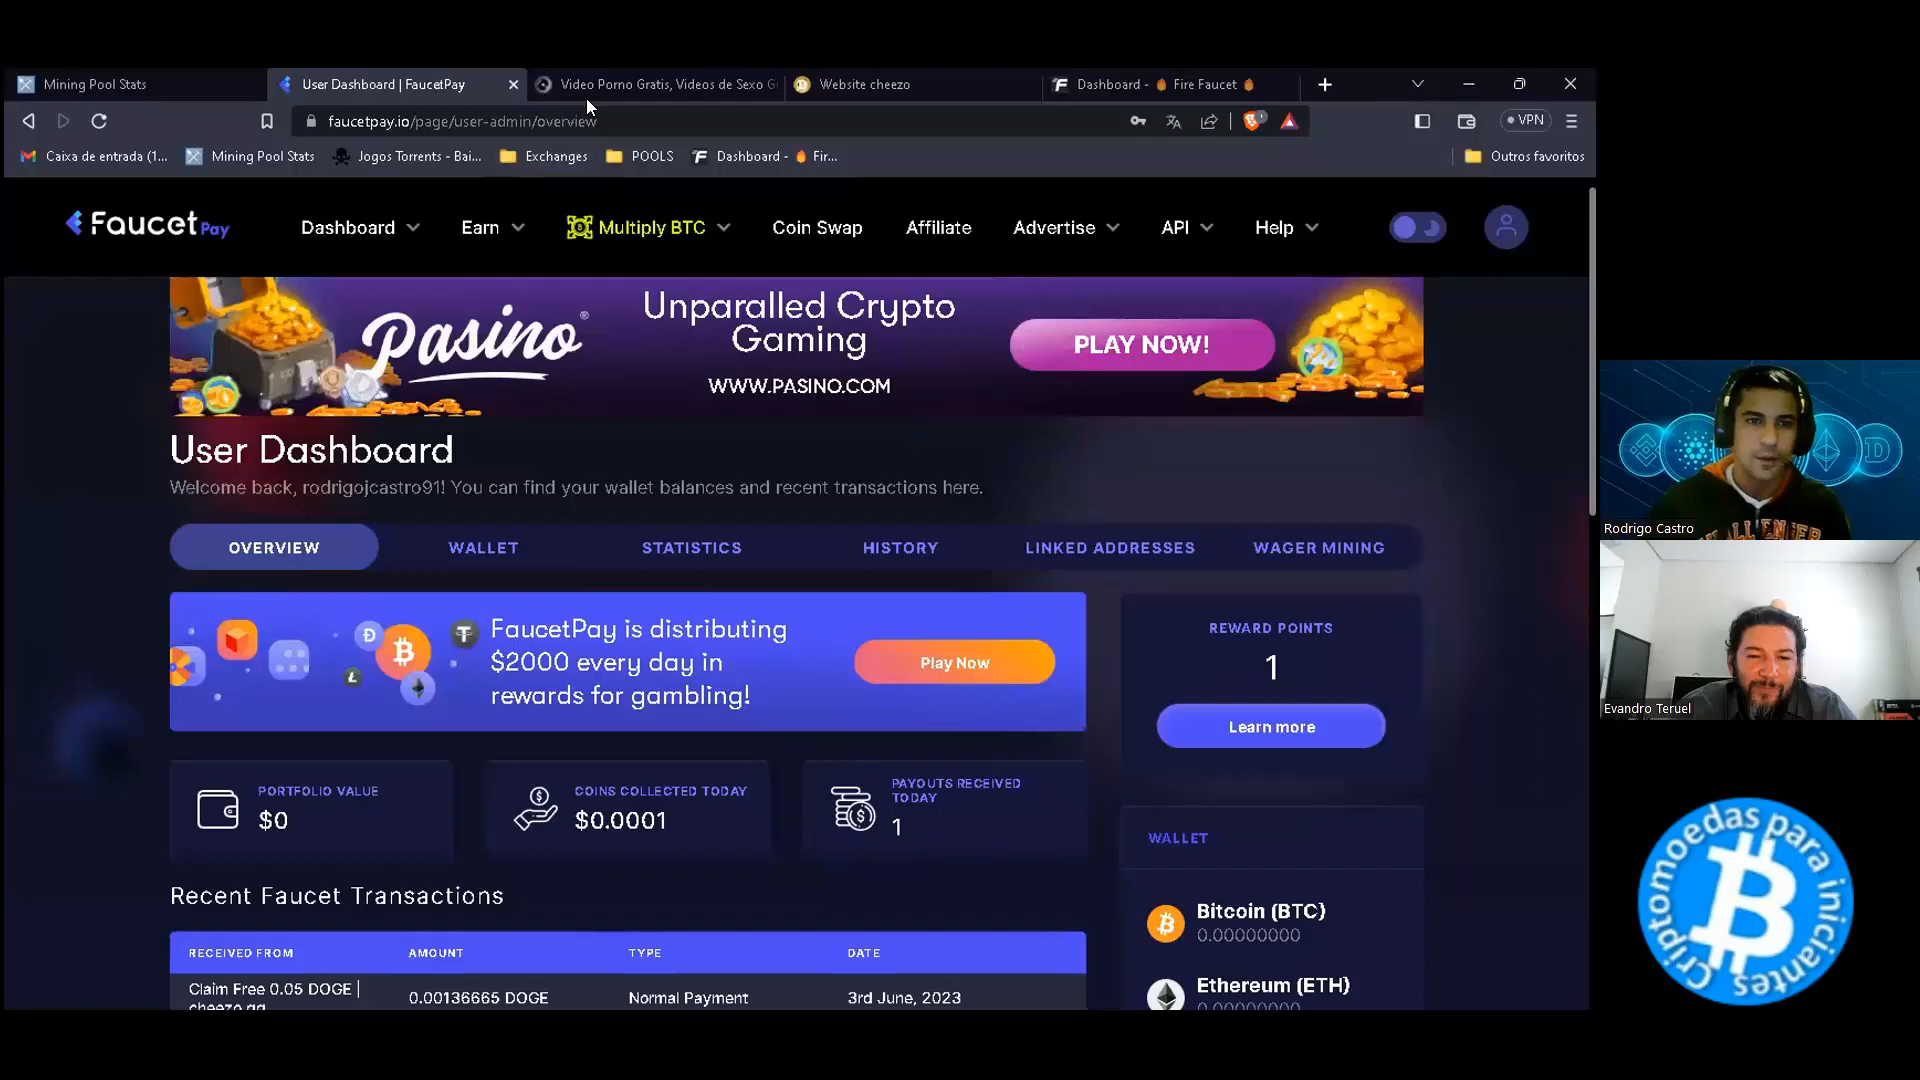 Mining Pool Stats
User Dashboard | FaucetPay
Video Porno Gratis, Videos de Sexo G
Website cheezo
Dashboard - 🔥 Fire Faucet 🔥
faucetpay.io/page/user-admin/overview
VPN
Caixa de entrada (1...
Mining Pool Stats
Jogos Torrents - Bai...
Exchanges
POOLS
Dashboard - 🔥 Fir...
Outros favoritos
FaucetPay
Dashboard
Earn
Multiply BTC
Coin Swap
Affiliate
Advertise
API
Help
Pasino®
Unparalled Crypto
Gaming
WWW.PASINO.COM
PLAY NOW!
User Dashboard
Welcome back, rodrigojcastro91! You can find your wallet balances and recent transactions here.
OVERVIEW
WALLET
STATISTICS
HISTORY
LINKED ADDRESSES
WAGER MINING
FaucetPay is distributing
$2000 every day in
rewards for gambling!
Play Now
REWARD POINTS
1
Learn more
PORTFOLIO VALUE
$0
COINS COLLECTED TODAY
$0.0001
PAYOUTS RECEIVED
TODAY
1
WALLET
Bitcoin (BTC)
0.00000000
Ethereum (ETH)
0.00000000
Recent Faucet Transactions
RECEIVED FROM
AMOUNT
TYPE
DATE
Claim Free 0.05 DOGE |
cheezo.gg
0.00136665 DOGE
Normal Payment
3rd June, 2023
Rodrigo Castro
Evandro Teruel
Criptomoedas para iniciantes